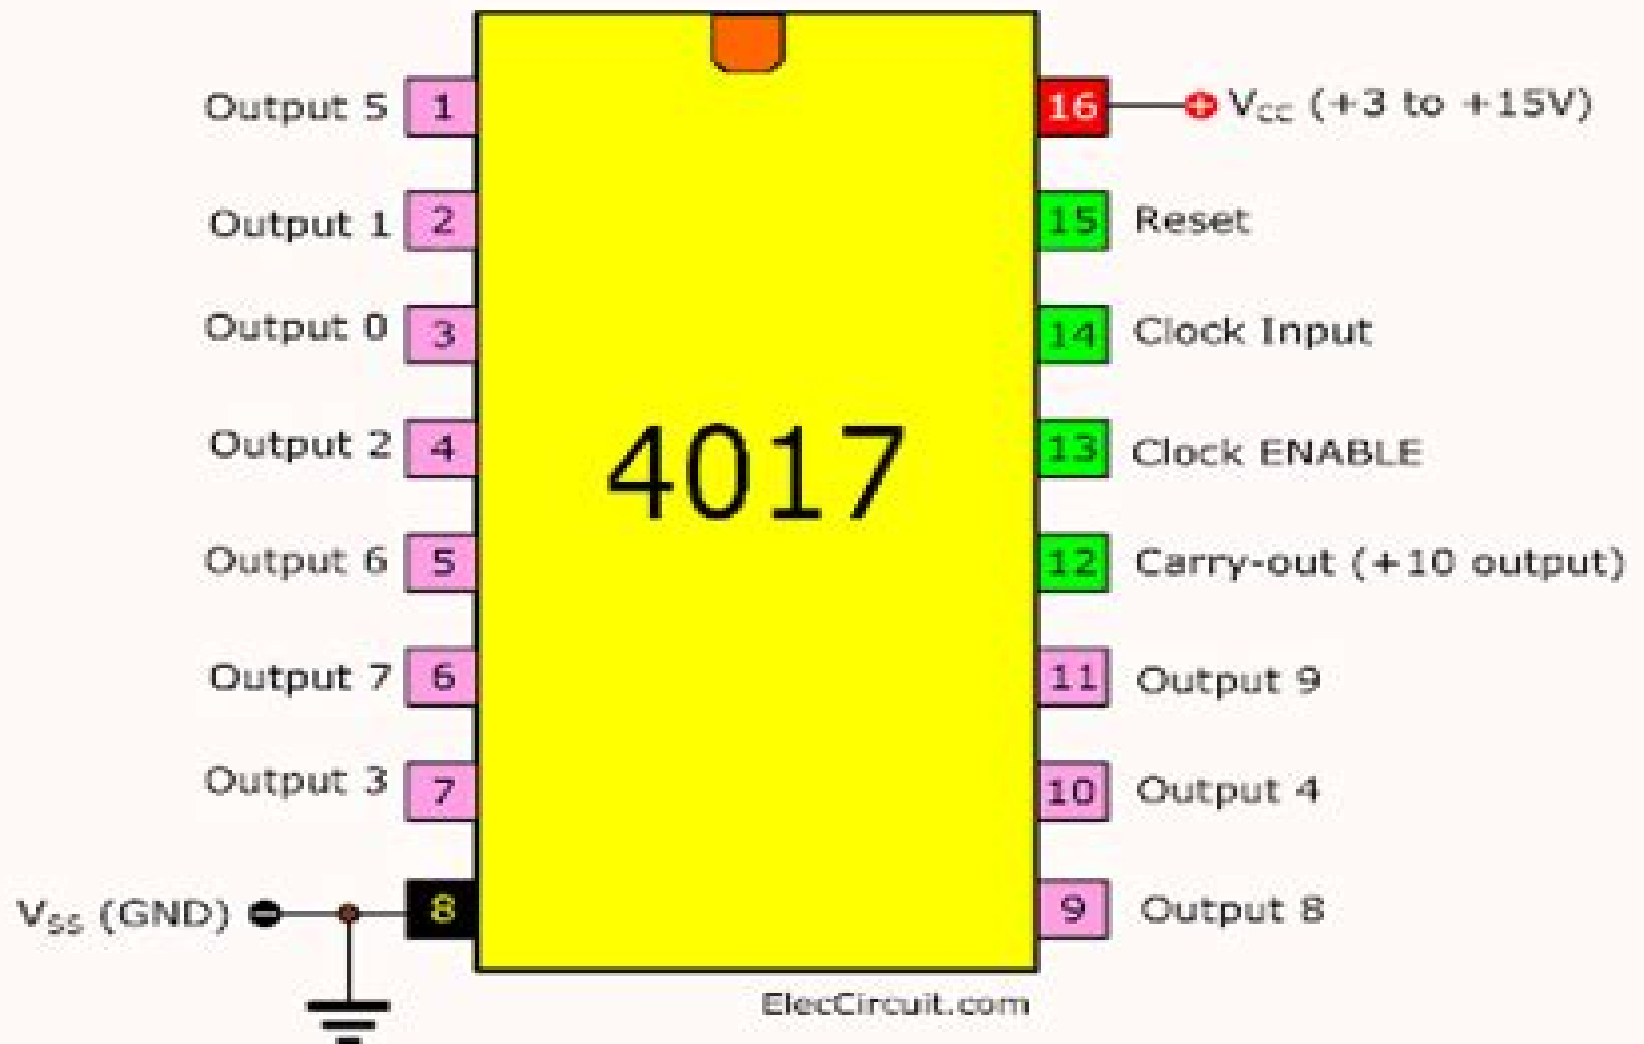 Output 5 1
Output 1 2
Output 0 3
Output 2 4
Output 6 5
Output 7 6
Output 3 7
VSS (GND) 8
4017
16 VCC (+3 to +15V)
15 Reset
14 Clock Input
13 Clock ENABLE
12 Carry-out (+10 output)
11 Output 9
10 Output 4
9 Output 8
ElecCircuit.com